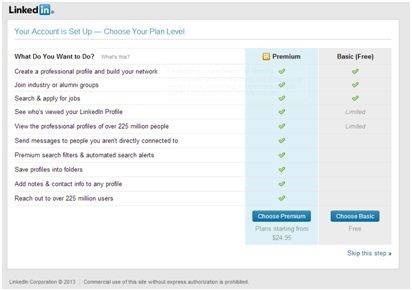 Linked in
Your Account is Set Up — Choose Your Plan Level
What Do You Want to Do? What's this? Premium Basic (Free)
Create a professional profile and build your network
Join industry or alumni groups
Search & apply for jobs
See who's viewed your LinkedIn Profile Limited
View the professional profiles of over 225 million people Limited
Send messages to people you aren't directly connected to
Premium search filters & automated search alerts
Save profiles into folders
Add notes & contact info to any profile
Reach out to over 225 million users
Choose Premium Choose Basic
Plans starting from Free
$24.95
Skip this step »
LinkedIn Corporation © 2013 Commercial use of this site without express authorization is prohibited.